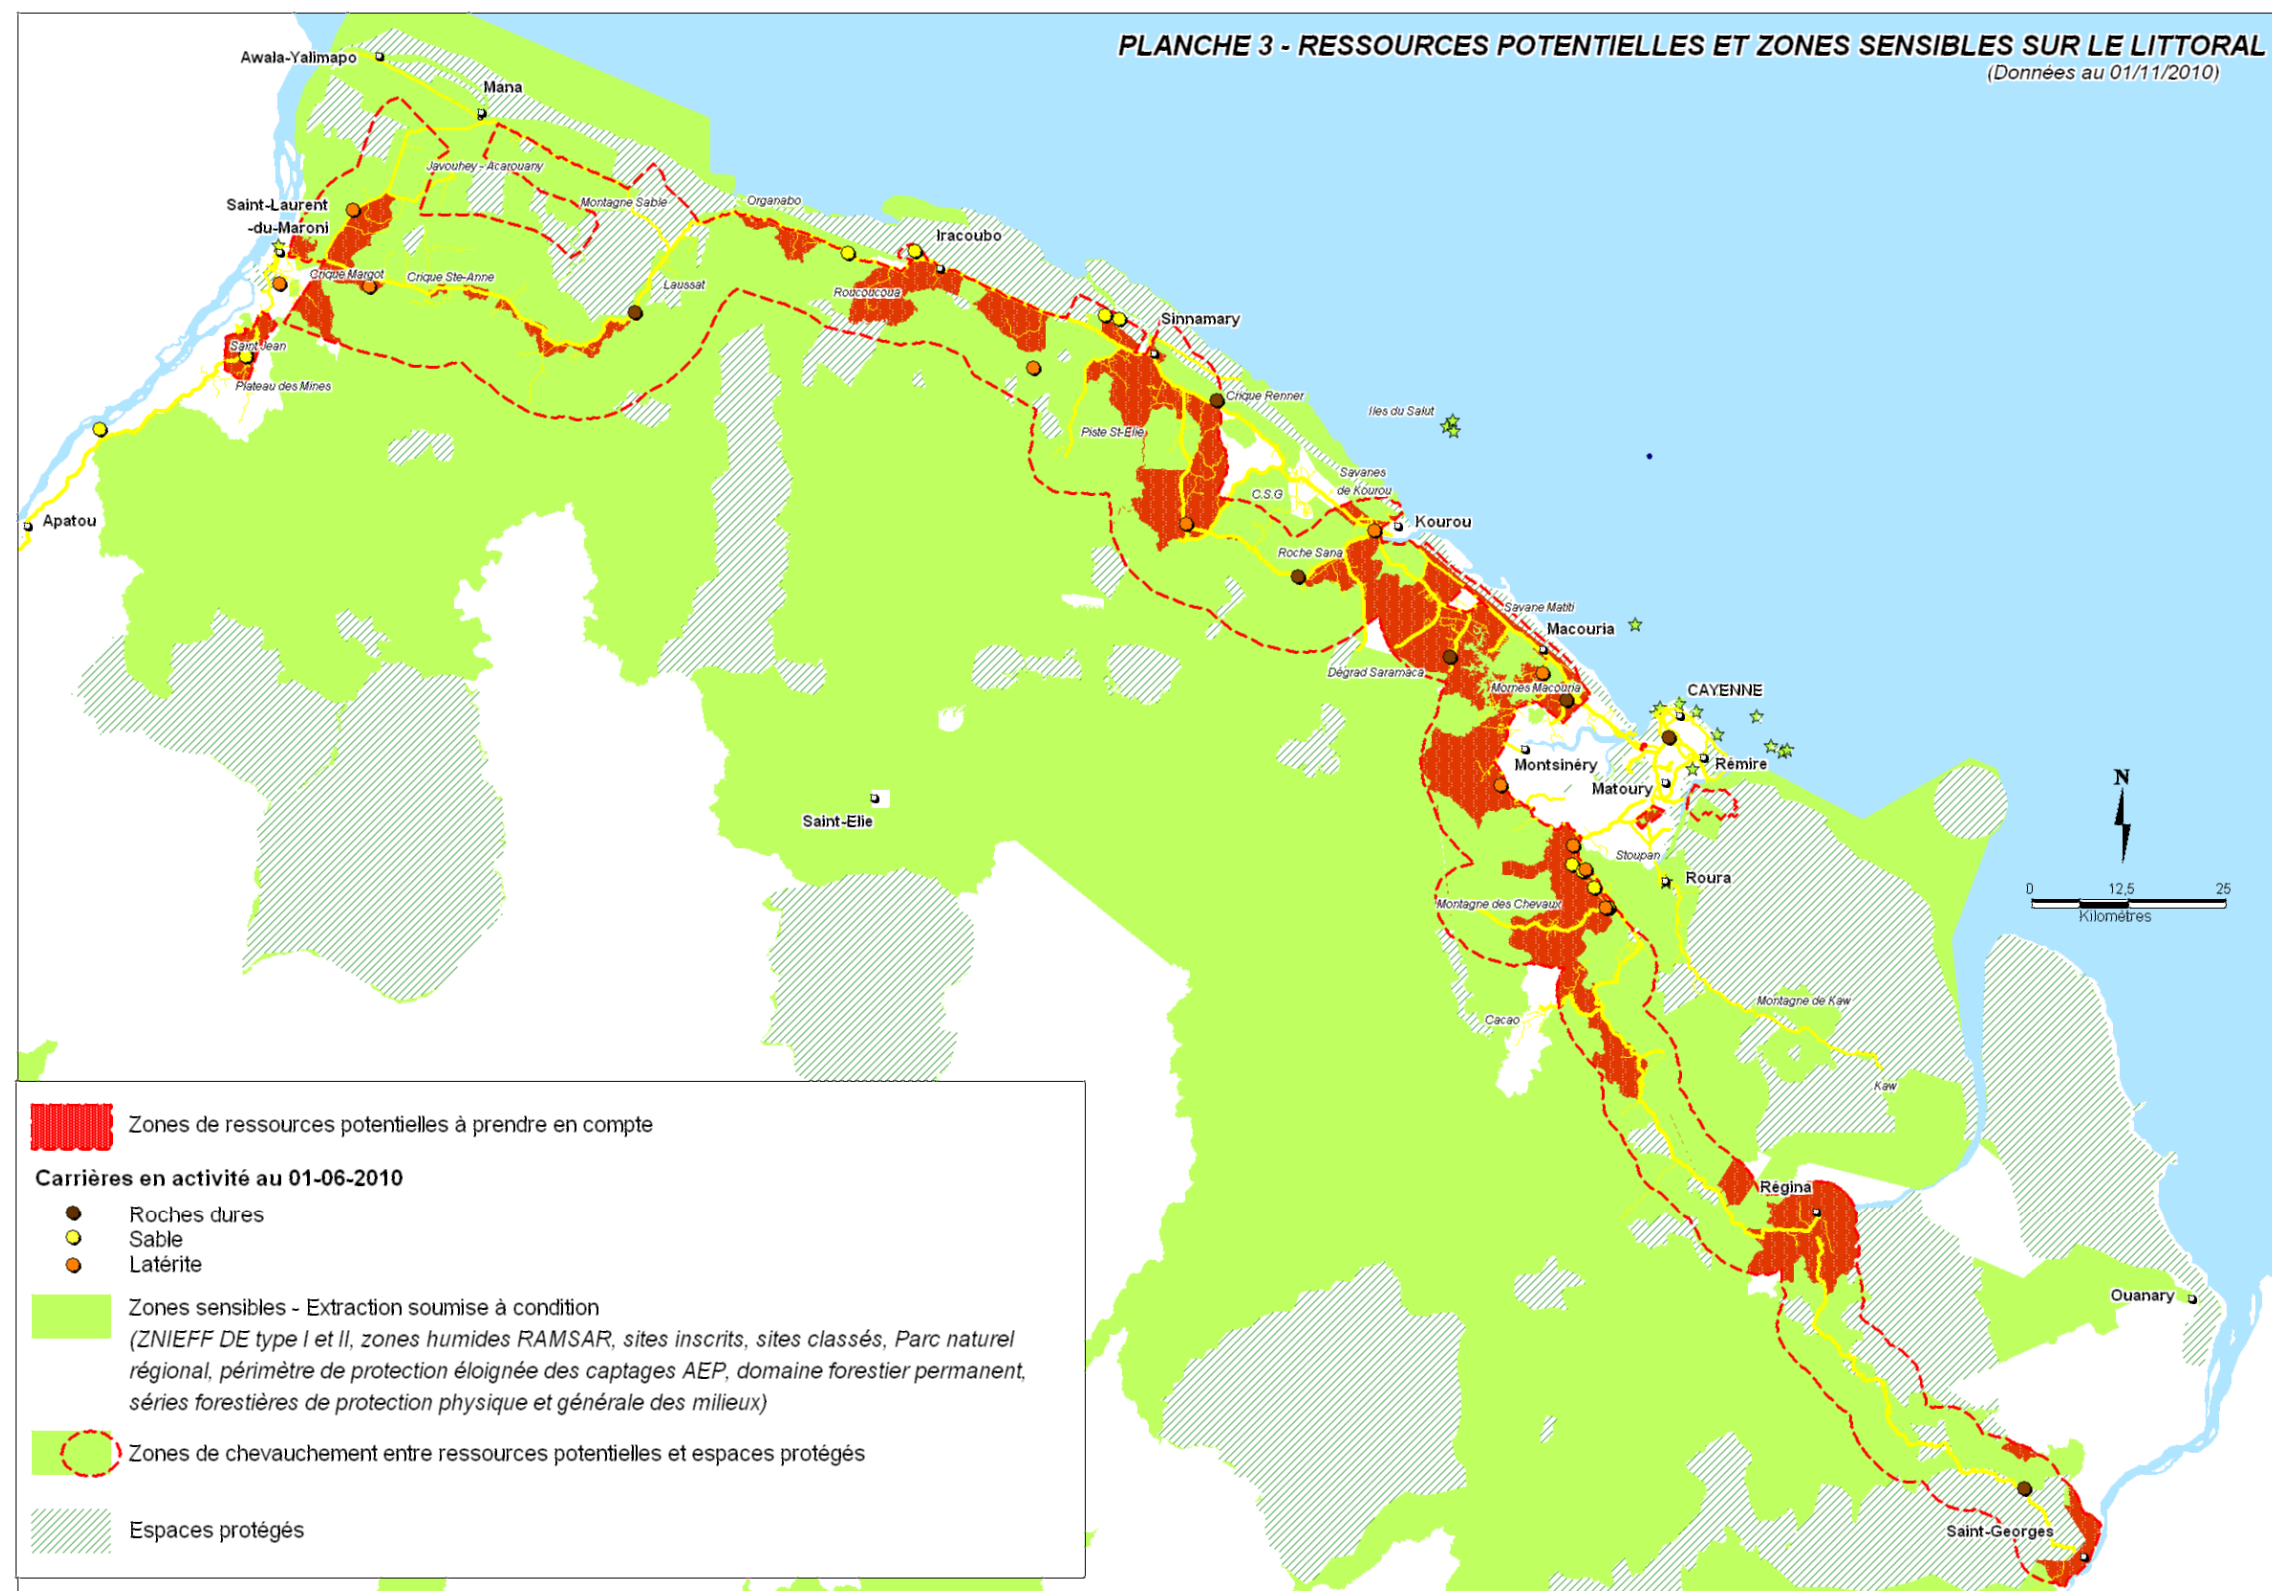 PLANCHE 3 - RESSOURCES POTENTIELLES ET ZONES SENSIBLES SUR LE LITTORAL
(Données au 01/11/2010)
Awala-Yalimapo
Mana
Javouhey - Acarouany
Saint-Laurent
-du-Maroni
Montagne Sable
Organabo
Iracoubo
Crique Margot
Crique Ste-Anne
Laussat
Roucoucoua
Sinnamary
Saint Jean
Plateau des Mines
Crique Renner
Iles du Salut
Piste St-Elie
Savanes
de Kourou
C.S.G
Apatou
Kourou
Roche Sana
Savane Matiti
Macouria
Dégrad Saramaca
Mornes Macouria
CAYENNE
Montsinéry
Rémire
Matoury
Saint-Elie
Stoupan
Roura
N
0 12,5 25
Kilomètres
Montagne des Chevaux
Montagne de Kaw
Cacao
Kaw
Régina
Ouanary
Saint-Georges
Zones de ressources potentielles à prendre en compte
Carrières en activité au 01-06-2010
Roches dures
Sable
Latérite
Zones sensibles - Extraction soumise à condition
(ZNIEFF DE type I et II, zones humides RAMSAR, sites inscrits, sites classés, Parc naturel
régional, périmètre de protection éloignée des captages AEP, domaine forestier permanent,
séries forestières de protection physique et générale des milieux)
Zones de chevauchement entre ressources potentielles et espaces protégés
Espaces protégés